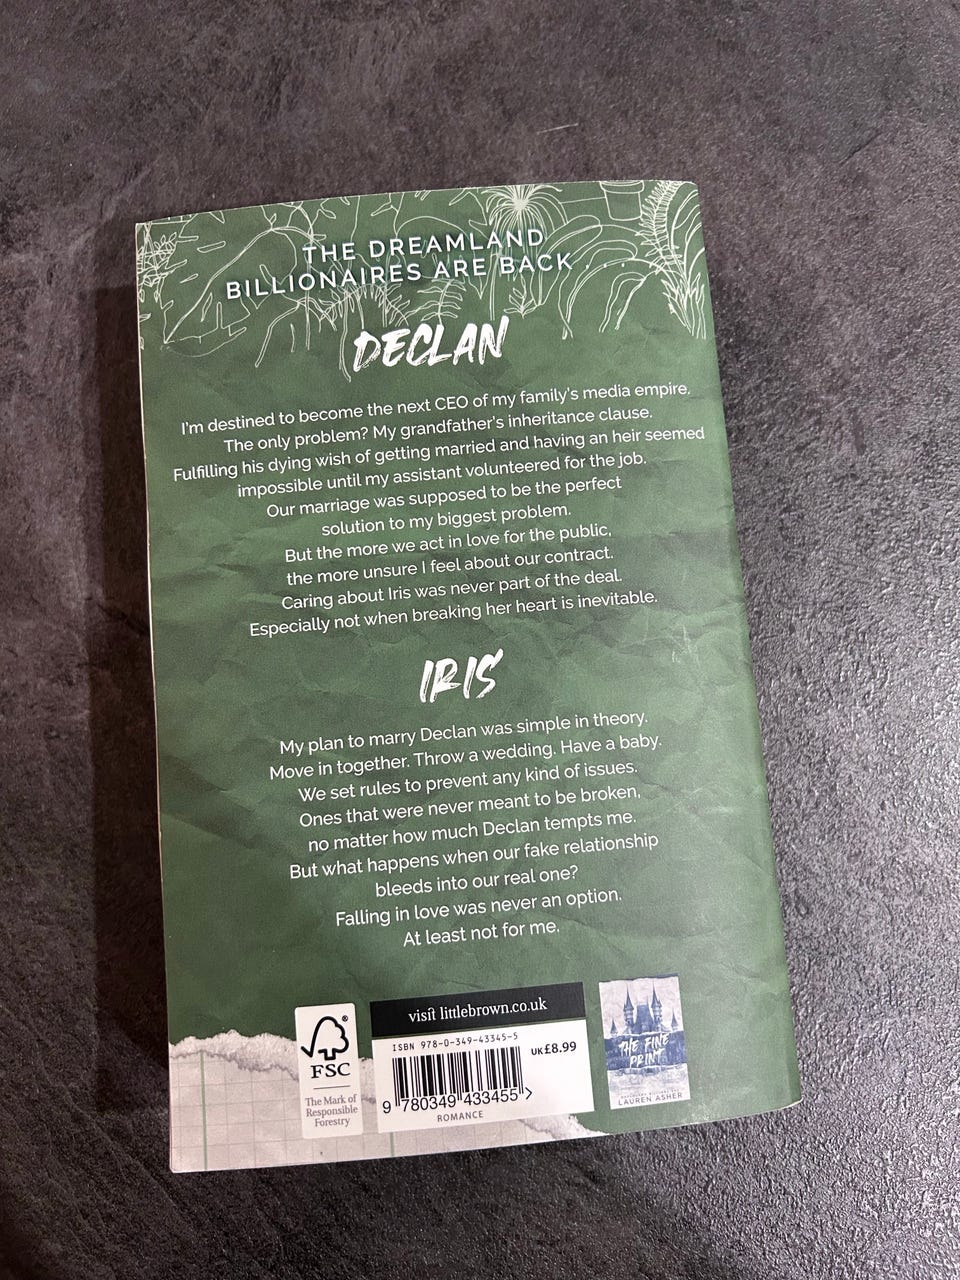 THE DREAMLAND
BILLIONAIRES ARE BACK
DECLAN
I'm destined to become the next CEO of my family's media empire.
The only problem? My grandfather's inheritance clause.
Fulfilling his dying wish of getting married and having an heir seemed
impossible until my assistant volunteered for the job.
Our marriage was supposed to be the perfect
solution to my biggest problem.
But the more we act in love for the public,
the more unsure I feel about our contract.
Caring about Iris was never part of the deal.
Especially not when breaking her heart is inevitable.
IRIS
My plan to marry Declan was simple in theory.
Move in together. Throw a wedding. Have a baby.
We set rules to prevent any kind of issues.
Ones that were never meant to be broken,
no matter how much Declan tempts me.
But what happens when our fake relationship
bleeds into our real one?
Falling in love was never an option.
At least not for me.
FSC
The Mark of
Responsible
Forestry
visit littlebrown.co.uk
ISBN 978-0-349-43345-5
UK£8.99
9 780349 433455 >
ROMANCE
THE FINE
PRINT
LAUREN ASHER